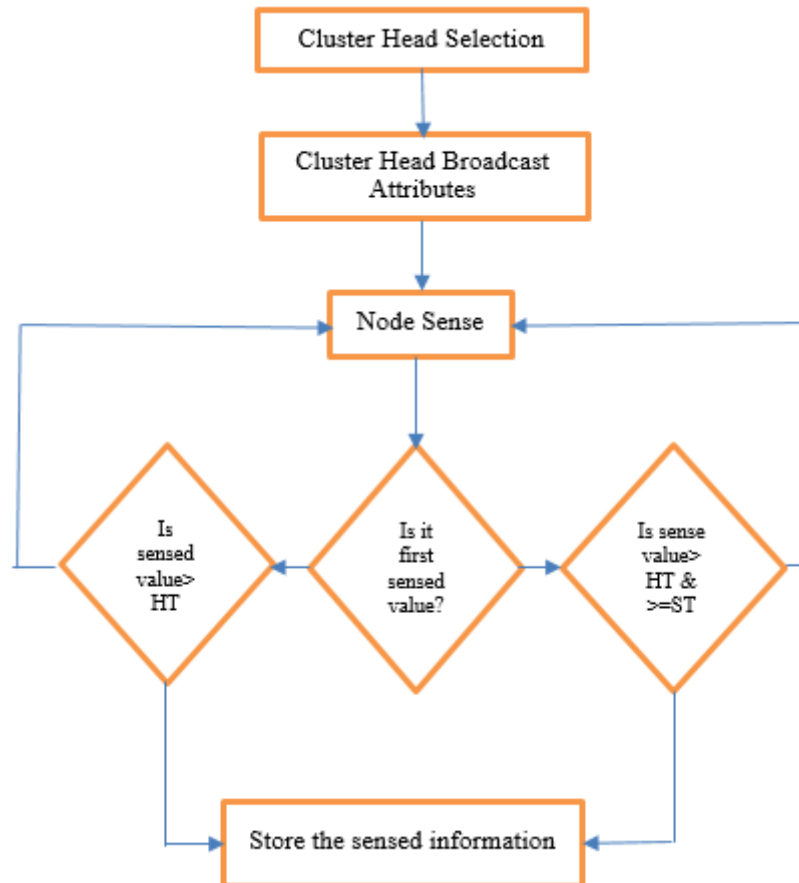 Cluster Head Selection
Cluster Head Broadcast
Attributes
Node Sense
Is
sensed
value>
HT
Is it
first
sensed
value?
Is sense
value>
HT &
>=ST
Store the sensed information